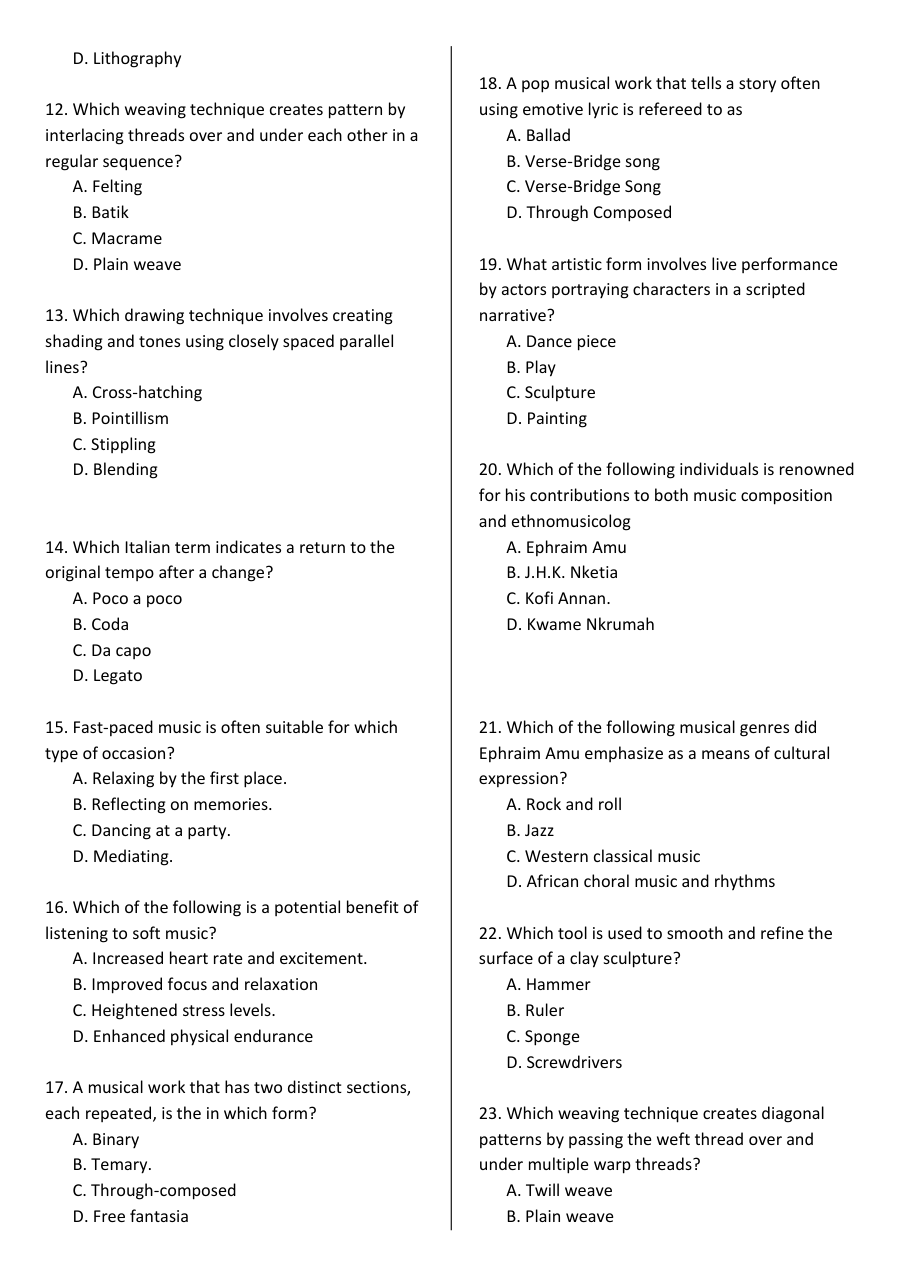 D. Lithography
12. Which weaving technique creates pattern by
interlacing threads over and under each other in a
regular sequence?
A. Felting
B. Batik
C. Macrame
D. Plain weave
13. Which drawing technique involves creating
shading and tones using closely spaced parallel
lines?
A. Cross-hatching
B. Pointillism
C. Stippling
D. Blending
14. Which Italian term indicates a return to the
original tempo after a change?
A. Poco a poco
B. Coda
C. Da capo
D. Legato
15. Fast-paced music is often suitable for which
type of occasion?
A. Relaxing by the first place.
B. Reflecting on memories.
C. Dancing at a party.
D. Mediating.
16. Which of the following is a potential benefit of
listening to soft music?
A. Increased heart rate and excitement.
B. Improved focus and relaxation
C. Heightened stress levels.
D. Enhanced physical endurance
17. A musical work that has two distinct sections,
each repeated, is the in which form?
A. Binary
B. Temary.
C. Through-composed
D. Free fantasia
18. A pop musical work that tells a story often
using emotive lyric is refereed to as
A. Ballad
B. Verse-Bridge song
C. Verse-Bridge Song
D. Through Composed
19. What artistic form involves live performance
by actors portraying characters in a scripted
narrative?
A. Dance piece
B. Play
C. Sculpture
D. Painting
20. Which of the following individuals is renowned
for his contributions to both music composition
and ethnomusicolog
A. Ephraim Amu
B. J.H.K. Nketia
C. Kofi Annan.
D. Kwame Nkrumah
21. Which of the following musical genres did
Ephraim Amu emphasize as a means of cultural
expression?
A. Rock and roll
B. Jazz
C. Western classical music
D. African choral music and rhythms
22. Which tool is used to smooth and refine the
surface of a clay sculpture?
A. Hammer
B. Ruler
C. Sponge
D. Screwdrivers
23. Which weaving technique creates diagonal
patterns by passing the weft thread over and
under multiple warp threads?
A. Twill weave
B. Plain weave